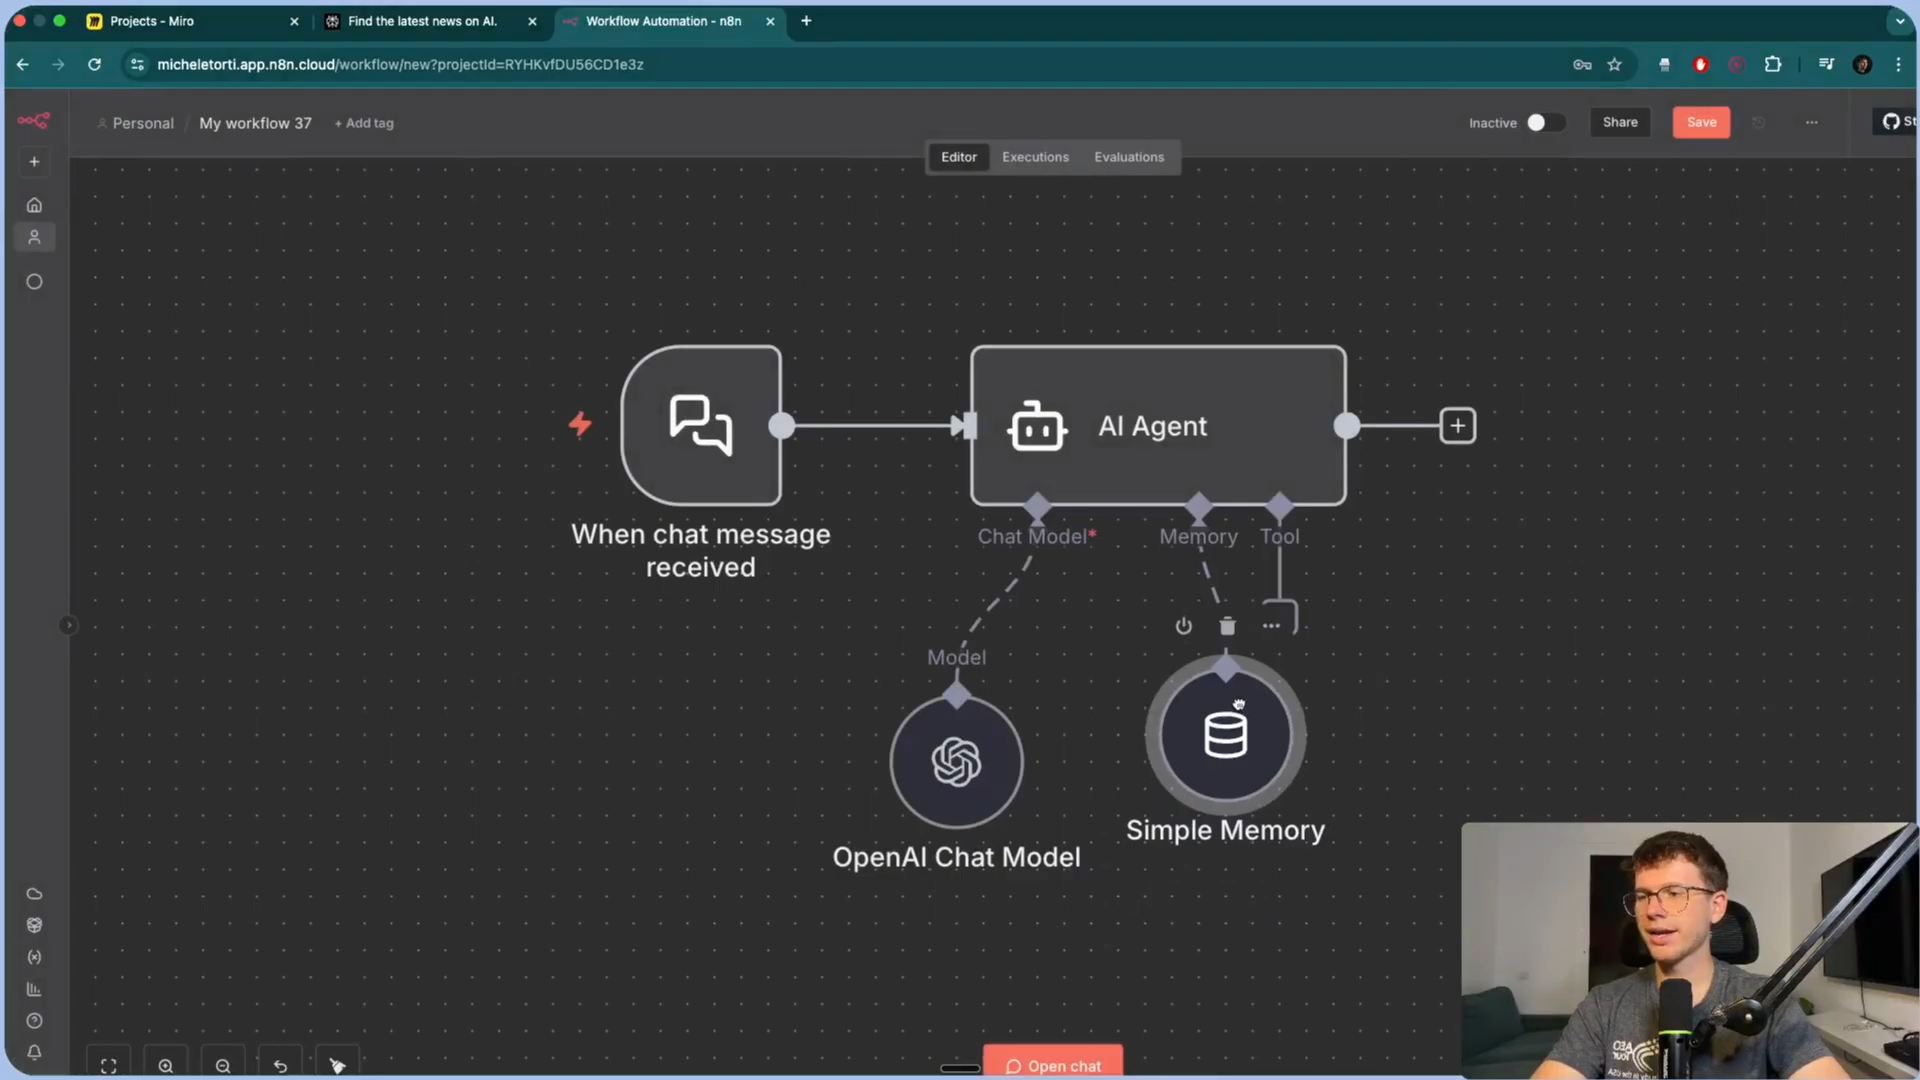 Projects - Miro
Find the latest news on AI.
Workflow Automation - n8n
micheletorti.app.n8n.cloud/workflow/new?projectId=RYHKvfDU56CD1e3z
Personal / My workflow 37 + Add tag
Inactive
Share
Save
St
Editor Executions Evaluations
AI Agent
When chat message
received
Chat Model*
Memory
Tool
Model
OpenAI Chat Model
Simple Memory
Open chat